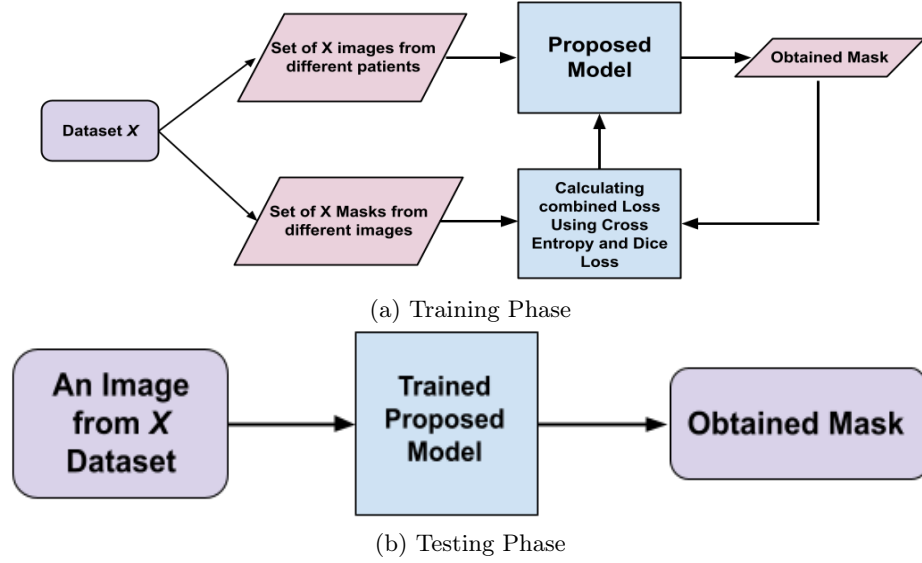 Set of X images from
different patients
Proposed
Model
Obtained Mask
Dataset X
Set of X Masks from
different images
Calculating
combined Loss
Using Cross
Entropy and Dice
Loss
(a) Training Phase
An Image
from X
Dataset
Trained
Proposed
Model
Obtained Mask
(b) Testing Phase